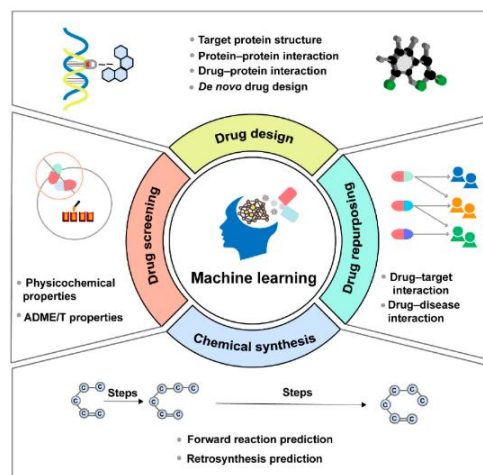 Target protein structure
Protein–protein interaction
Drug–protein interaction
De novo drug design
Drug design
Drug screening
Drug repurposing
Machine learning
Chemical synthesis
Physicochemical
properties
ADME/T properties
Drug–target
interaction
Drug–disease
interaction
Steps
Steps
C C C C C
C C C C C C C
C C C C C C
Forward reaction prediction
Retrosynthesis prediction